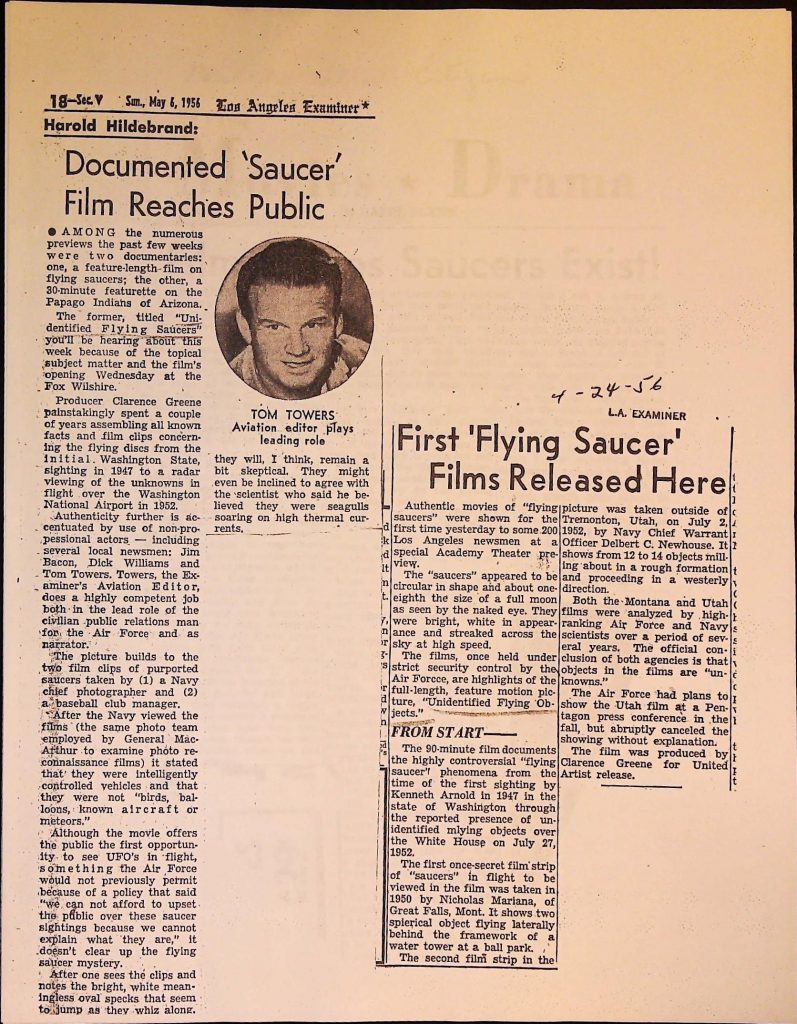 18-Sec. V Sun., May 6, 1956 Los Angeles Examiner*
Harold Hildebrand:
Documented 'Saucer'
Film Reaches Public
● AMONG the numerous
previews the past few weeks
were two documentaries:
one, a feature-length film on
flying saucers; the other, a
30-minute featurette on the
Papago Indians of Arizona.
The former, titled "Uni-
dentified Flying Saucers"
you'll be hearing about this
week because of the topical
subject matter and the film's
opening Wednesday at the
Fox Wilshire.
Producer Clarence Greene
painstakingly spent a couple
of years assembling all known
facts and film clips concern-
ing the flying discs from the
initial Washington State,
sighting in 1947 to a radar
viewing of the unknowns in
flight over the Washington
National Airport in 1952.
Authenticity further is ac-
centuated by use of non-pro-
pessional actors — including
several local newsmen: Jim
Bacon, Dick Williams and
Tom Towers. Towers, the Ex-
aminer's Aviation Editor,
does a highly competent job
both in the lead role of the
civilian public relations man
for the Air Force and as
narrator.
The picture builds to the
two film clips of purported
saucers taken by (1) a Navy
chief photographer and (2)
a baseball club manager.
After the Navy viewed the
films (the same photo team
employed by General Mac-
Arthur to examine photo re-
connaissance films) it stated
that they were intelligently
controlled vehicles and that
they were not "birds, bal-
loons, known aircraft or
meteors."
Although the movie offers
the public the first opportun-
ity to see UFO's in flight,
something the Air Force
would not previously permit
because of a policy that said
"we can not afford to upset
the public over these saucer
sightings because we cannot
explain what they are," it
doesn't clear up the flying
saucer mystery.
After one sees the clips and
notes the bright, white mean-
ingless oval specks that seem
to jump as they whiz along,
TOM TOWERS
Aviation editor plays
leading role
they will, I think, remain a
bit skeptical. They might
even be inclined to agree with
the scientist who said he be-
lieved they were seagulls
soaring on high thermal cur-
rents.
4-24-56
L.A. EXAMINER
First 'Flying Saucer'
Films Released Here
Authentic movies of "flying
saucers" were shown for the
first time yesterday to some 200
Los Angeles newsmen at a
special Academy Theater pre-
view.
The "saucers" appeared to be
circular in shape and about one-
eighth the size of a full moon
as seen by the naked eye. They
were bright, white in appear-
ance and streaked across the
sky at high speed.
The films, once held under
strict security control by the
Air Forcce, are highlights of the
full-length, feature motion pic-
ture, "Unidentified Flying Ob-
jects."
FROM START—
The 90-minute film documents
the highly controversial "flying
saucer" phenomena from the
time of the first sighting by
Kenneth Arnold in 1947 in the
state of Washington through
the reported presence of un-
identified mlying objects over
the White House on July 27,
1952.
The first once-secret film strip
of "saucers" in flight to be
viewed in the film was taken in
1950 by Nicholas Mariana, of
Great Falls, Mont. It shows two
spierical object flying laterally
behind the framework of a
water tower at a ball park.
The second film strip in the
picture was taken outside of
Tremonton, Utah, on July 2,
1952, by Navy Chief Warrant
Officer Delbert C. Newhouse. It
shows from 12 to 14 objects mill-
ing about in a rough formation
and proceeding in a westerly
direction.
Both the Montana and Utah
films were analyzed by high-
ranking Air Force and Navy
scientists over a period of sev-
eral years. The official con-
clusion of both agencies is that
objects in the films are "un-
knowns."
The Air Force had plans to
show the Utah film at a Pen-
tagon press conference in the
fall, but abruptly canceled the
showing without explanation.
The film was produced by
Clarence Greene for United
Artist release.